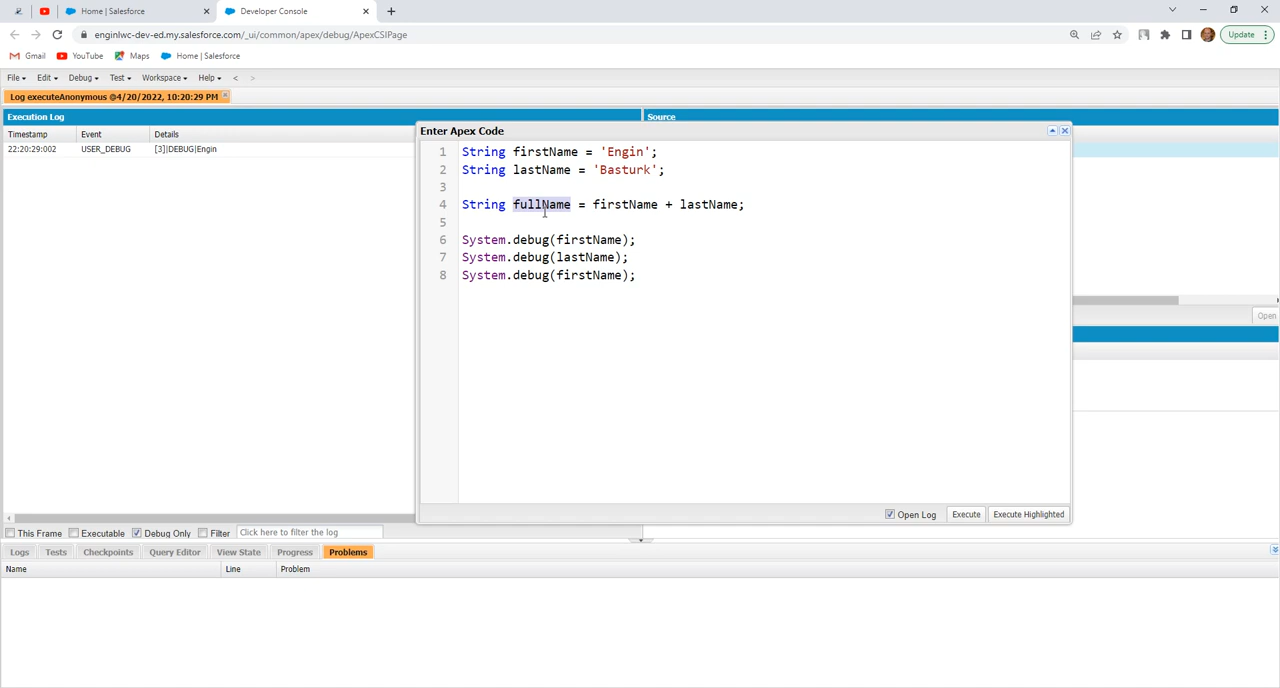 Home | Salesforce
Developer Console
enginlwc-dev-ed.my.salesforce.com/_ui/common/apex/debug/ApexCSIPage
Update
Gmail YouTube Maps Home | Salesforce
File Edit Debug Test Workspace Help < >
Log executeAnonymous @4/20/2022, 10:20:29 PM
Execution Log
Source
Timestamp Event Details
22:20:29:002 USER_DEBUG [3]|DEBUG|Engin
Enter Apex Code
1 String firstName = 'Engin';
2 String lastName = 'Basturk';
3
4 String fullName = firstName + lastName;
5
6 System.debug(firstName);
7 System.debug(lastName);
8 System.debug(firstName);
Open
Open Log Execute Execute Highlighted
This Frame Executable Debug Only Filter Click here to filter the log
Logs Tests Checkpoints Query Editor View State Progress Problems
Name Line Problem